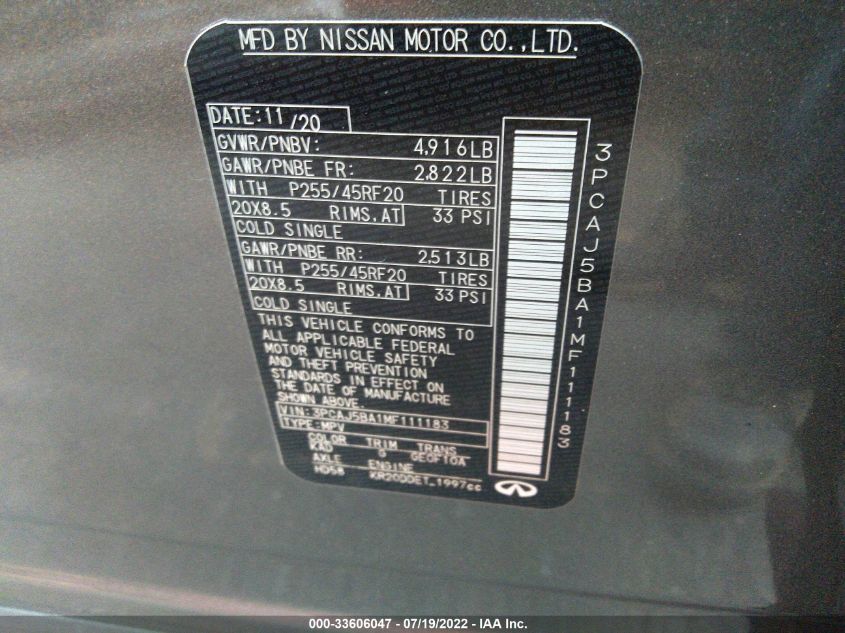 MFD BY NISSAN MOTOR CO.,LTD.
DATE:11/20
GVWR/PNBV: 4,916LB
GAWR/PNBE FR: 2,822LB
WITH P255/45RF20 TIRES
20X8.5 RIMS.AT 33 PSI
COLD SINGLE
GAWR/PNBE RR: 2,513LB
WITH P255/45RF20 TIRES
20X8.5 RIMS.AT 33 PSI
COLD SINGLE
THIS VEHICLE CONFORMS TO
ALL APPLICABLE FEDERAL
MOTOR VEHICLE SAFETY
AND THEFT PREVENTION
STANDARDS IN EFFECT ON
THE DATE OF MANUFACTURE
SHOWN ABOVE.
VIN:3PCAJ5BA1MF111183
TYPE:MPV
COLOR TRIM TRANS
KAD G GE0F10A
AXLE ENGINE
HD58 KR20DDET_1997cc
3PCAJ5BA1MF111183
000-33606047 - 07/19/2022 - IAA Inc.